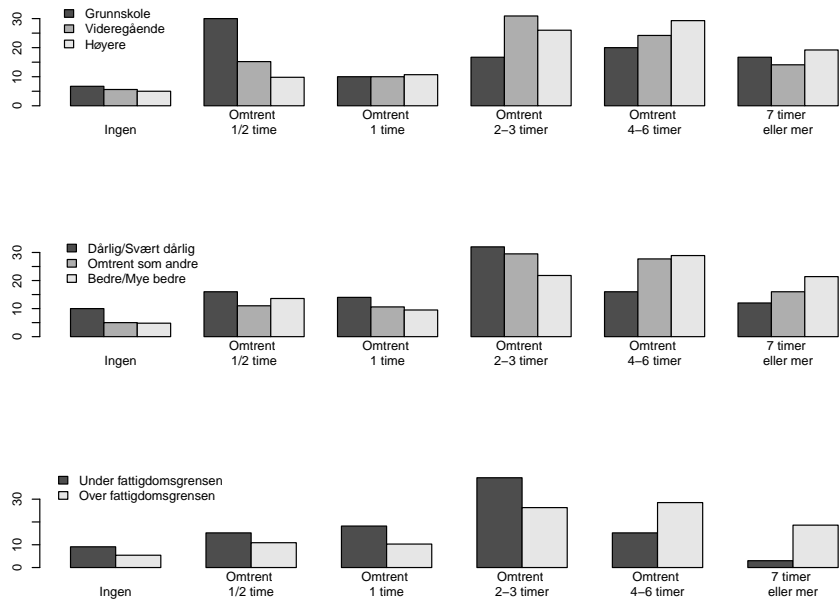 30
20
10
0
Grunnskole
Videregående
Høyere
Ingen
Omtrent
1/2 time
Omtrent
1 time
Omtrent
2−3 timer
Omtrent
4−6 timer
7 timer
eller mer
30
20
10
0
Dårlig/Svært dårlig
Omtrent som andre
Bedre/Mye bedre
Ingen
Omtrent
1/2 time
Omtrent
1 time
Omtrent
2−3 timer
Omtrent
4−6 timer
7 timer
eller mer
30
10
0
Under fattigdomsgrensen
Over fattigdomsgrensen
Ingen
Omtrent
1/2 time
Omtrent
1 time
Omtrent
2−3 timer
Omtrent
4−6 timer
7 timer
eller mer